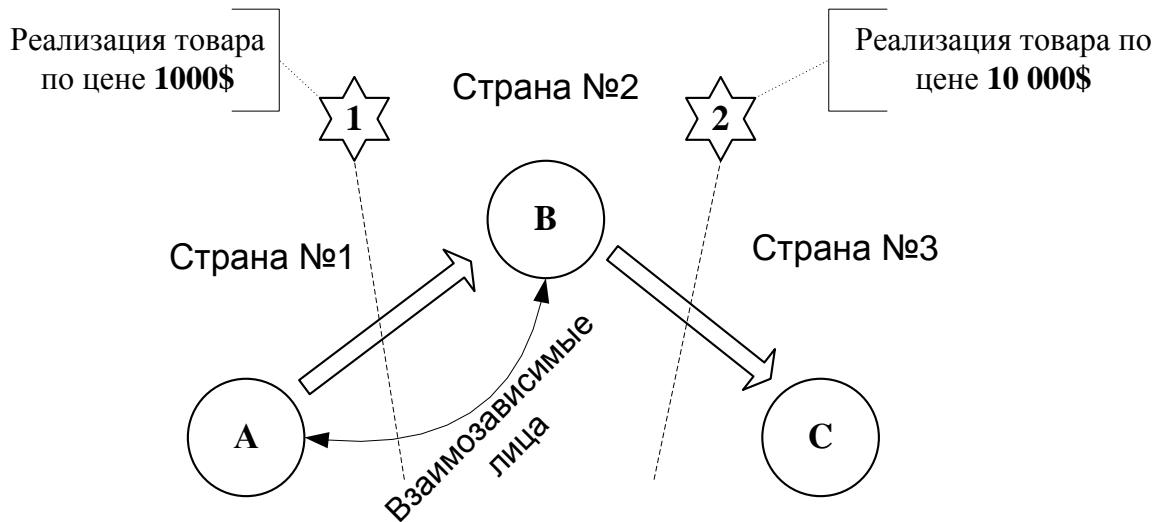 Реализация товара
по цене 1000$
Страна №2
Реализация товара по
цене 10 000$
1
2
B
Страна №1
Страна №3
Взаимозависимые
лица
A
C